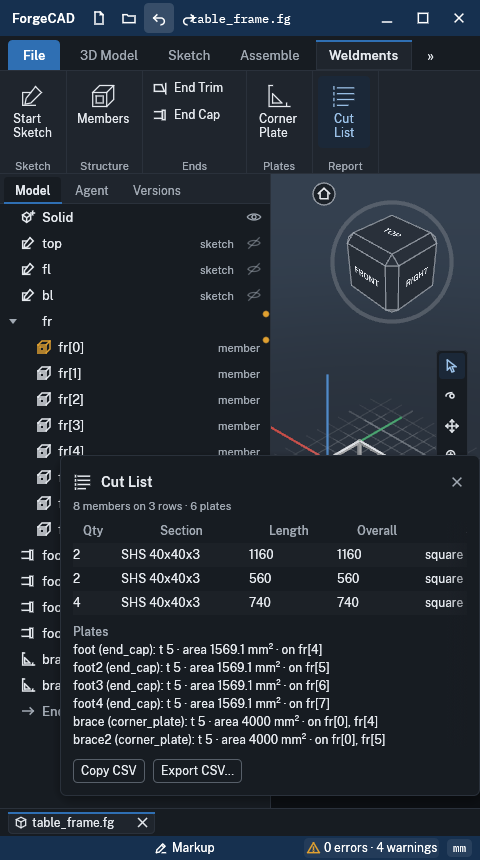 ForgeCAD
table_frame.fg
File 3D Model Sketch Assemble Weldments »
Start Sketch
Members
End Trim
End Cap
Corner Plate
Cut List
Sketch Structure Ends Plates Report
Model Agent Versions
TOP
FRONT
RIGHT
Solid
top sketch
fl sketch
bl sketch
fr
fr[0] member
fr[1] member
fr[2] member
fr[3] member
fr[4] member
Cut List
8 members on 3 rows · 6 plates
Qty Section Length Overall
2 SHS 40x40x3 1160 1160 square
2 SHS 40x40x3 560 560 square
4 SHS 40x40x3 740 740 square
Plates
foot (end_cap): t 5 · area 1569.1 mm² · on fr[4]
foot2 (end_cap): t 5 · area 1569.1 mm² · on fr[5]
foot3 (end_cap): t 5 · area 1569.1 mm² · on fr[6]
foot4 (end_cap): t 5 · area 1569.1 mm² · on fr[7]
brace (corner_plate): t 5 · area 4000 mm² · on fr[0], fr[4]
brace2 (corner_plate): t 5 · area 4000 mm² · on fr[0], fr[5]
Copy CSV Export CSV...
table_frame.fg
Markup
0 errors · 4 warnings mm